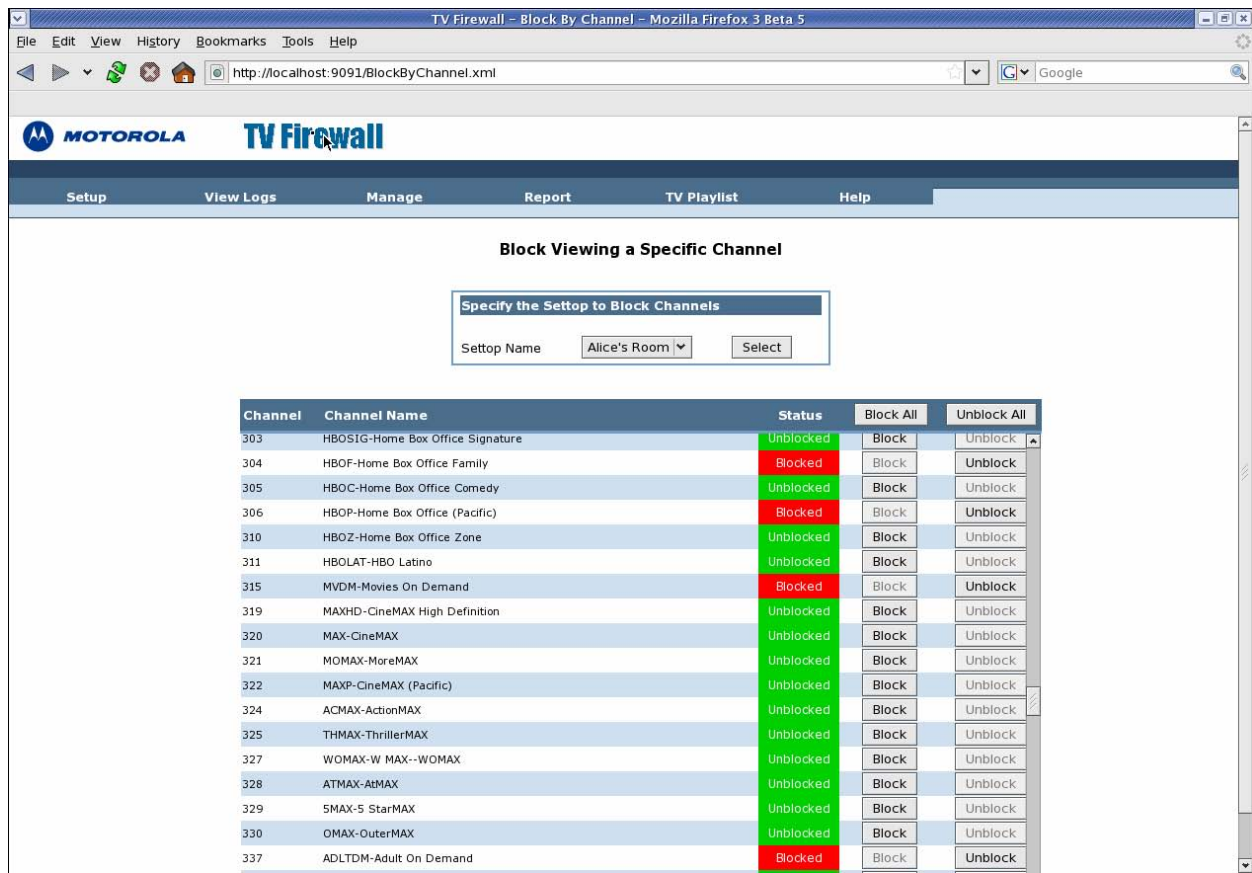 TV Firewall – Block By Channel – Mozilla Firefox 3 Beta 5
File Edit View History Bookmarks Tools Help
http://localhost:9091/BlockByChannel.xml G Google
MOTOROLA TV Firewall
Setup View Logs Manage Report TV Playlist Help
Block Viewing a Specific Channel
Specify the Settop to Block Channels
Settop Name Alice's Room Select
Channel Channel Name Status Block All Unblock All
303 HBOSIG-Home Box Office Signature Unblocked Block Unblock
304 HBOF-Home Box Office Family Blocked Block Unblock
305 HBOC-Home Box Office Comedy Unblocked Block Unblock
306 HBOP-Home Box Office (Pacific) Blocked Block Unblock
310 HBOZ-Home Box Office Zone Unblocked Block Unblock
311 HBOLAT-HBO Latino Unblocked Block Unblock
315 MVDM-Movies On Demand Blocked Block Unblock
319 MAXHD-CineMAX High Definition Unblocked Block Unblock
320 MAX-CineMAX Unblocked Block Unblock
321 MOMAX-MoreMAX Unblocked Block Unblock
322 MAXP-CineMAX (Pacific) Unblocked Block Unblock
324 ACMAX-ActionMAX Unblocked Block Unblock
325 THMAX-ThrillerMAX Unblocked Block Unblock
327 WOMAX-W MAX--WOMAX Unblocked Block Unblock
328 ATMAX-AtMAX Unblocked Block Unblock
329 5MAX-5 StarMAX Unblocked Block Unblock
330 OMAX-OuterMAX Unblocked Block Unblock
337 ADLTDM-Adult On Demand Blocked Block Unblock